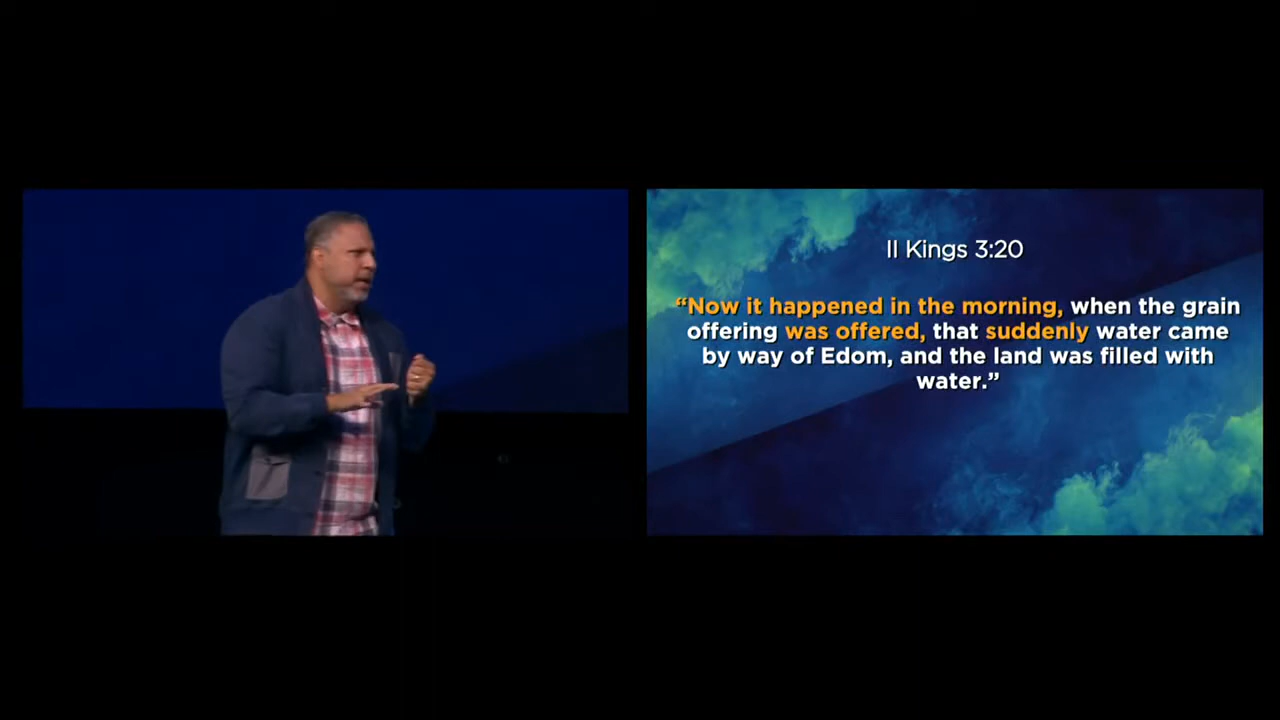 II Kings 3:20
“Now it happened in the morning, when the grain
offering was offered, that suddenly water came
by way of Edom, and the land was filled with
water.”